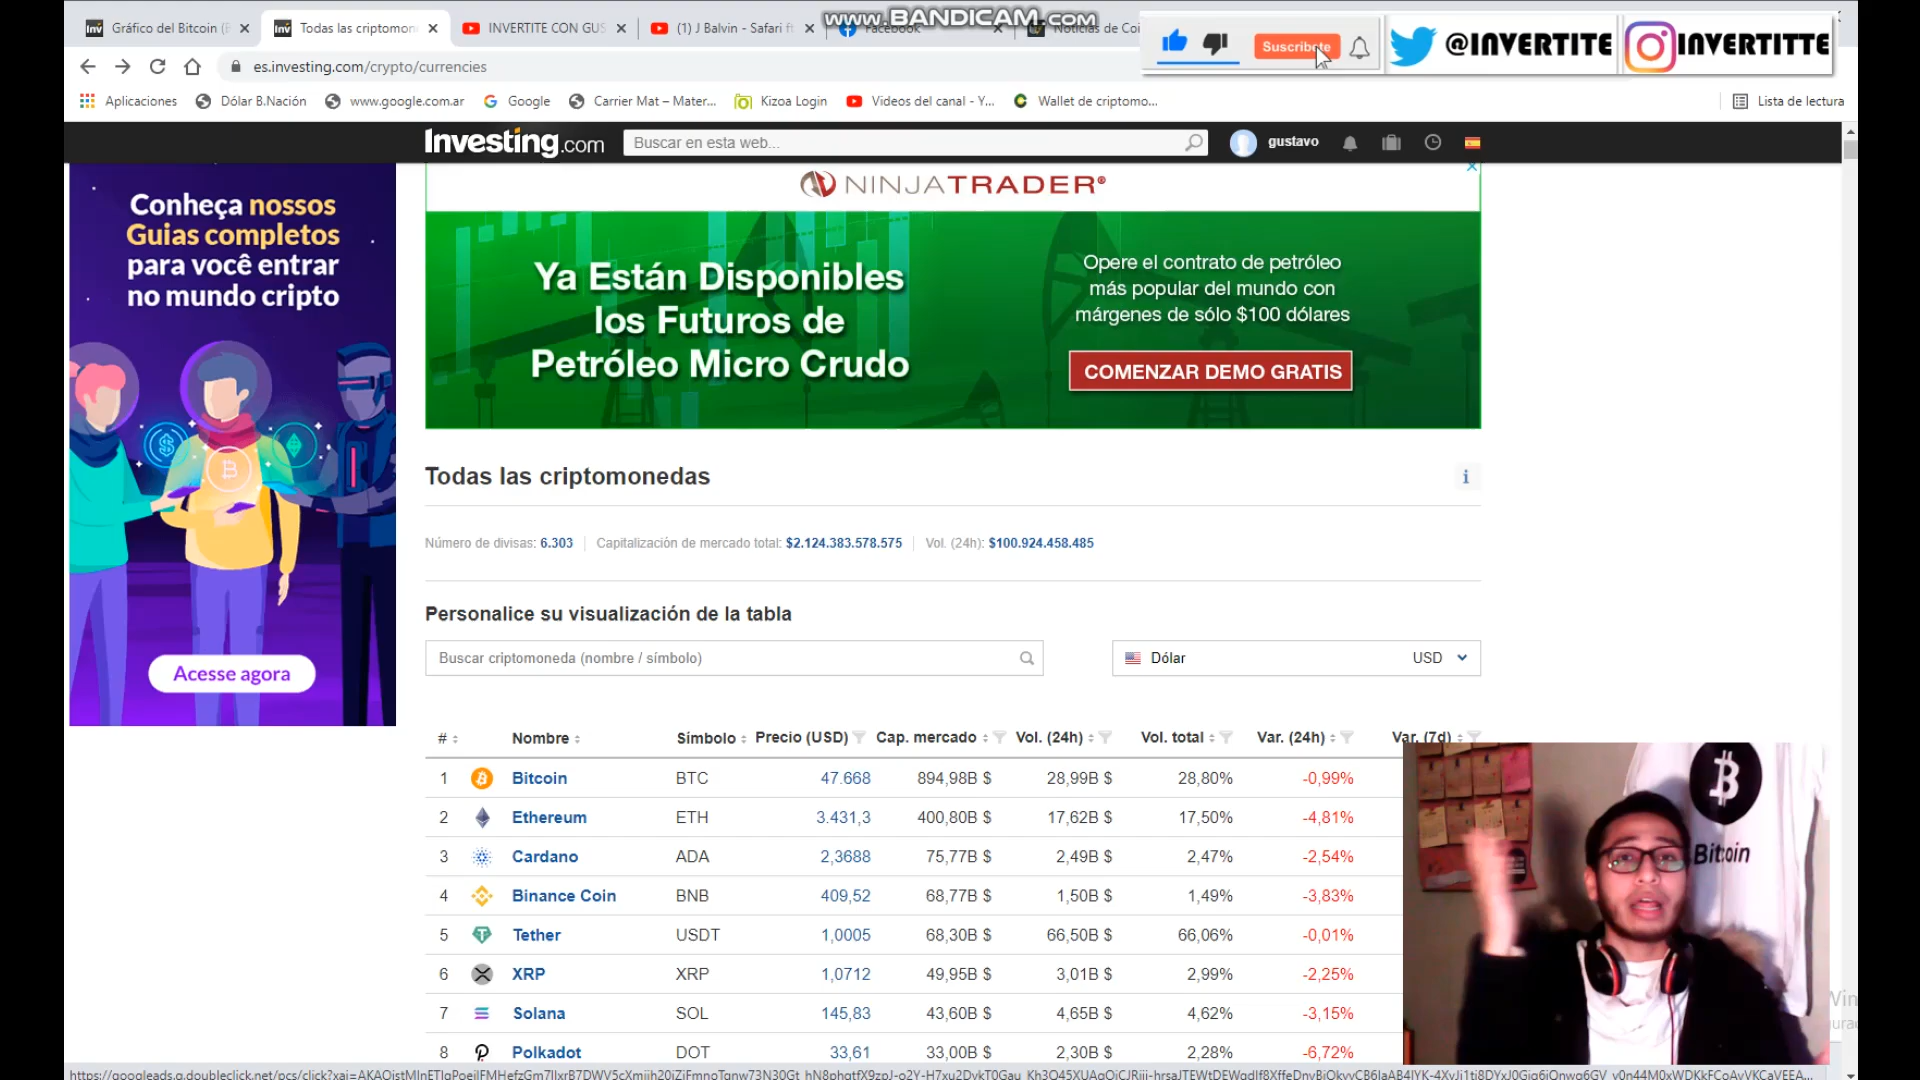 www.BANDICAM.com
Gráfico del Bitcoin (
Todas las criptomon
INVERTITE CON GUS
(1) J Balvin - Safari ft
Facebook
Noticias de Coi
Suscribete
@INVERTITE
INVERTITTE
es.investing.com/crypto/currencies
Aplicaciones
Dólar B.Nación
www.google.com.ar
Google
Carrier Mat – Mater...
Kizoa Login
Videos del canal - Y...
Wallet de criptomo...
Lista de lectura
Investing.com
Buscar en esta web...
gustavo
Conheça nossos
Guias completos
para você entrar
no mundo cripto
Acesse agora
NINJATRADER®
Ya Están Disponibles
los Futuros de
Petróleo Micro Crudo
Opere el contrato de petróleo
más popular del mundo con
márgenes de sólo $100 dólares
COMENZAR DEMO GRATIS
Todas las criptomonedas
Número de divisas: 6.303 Capitalización de mercado total: $2.124.383.578.575 Vol. (24h): $100.924.458.485
Personalice su visualización de la tabla
Buscar criptomoneda (nombre / símbolo)
Dólar USD
# Nombre Símbolo Precio (USD) Cap. mercado Vol. (24h) Vol. total Var. (24h) Var. (7d)
1 Bitcoin BTC 47.668 894,98B $ 28,99B $ 28,80% -0,99%
2 Ethereum ETH 3.431,3 400,80B $ 17,62B $ 17,50% -4,81%
3 Cardano ADA 2,3688 75,77B $ 2,49B $ 2,47% -2,54%
4 Binance Coin BNB 409,52 68,77B $ 1,50B $ 1,49% -3,83%
5 Tether USDT 1,0005 68,30B $ 66,50B $ 66,06% -0,01%
6 XRP XRP 1,0712 49,95B $ 3,01B $ 2,99% -2,25%
7 Solana SOL 145,83 43,60B $ 4,65B $ 4,62% -3,15%
8 Polkadot DOT 33,61 33,00B $ 2,30B $ 2,28% -6,72%
Bitcoin